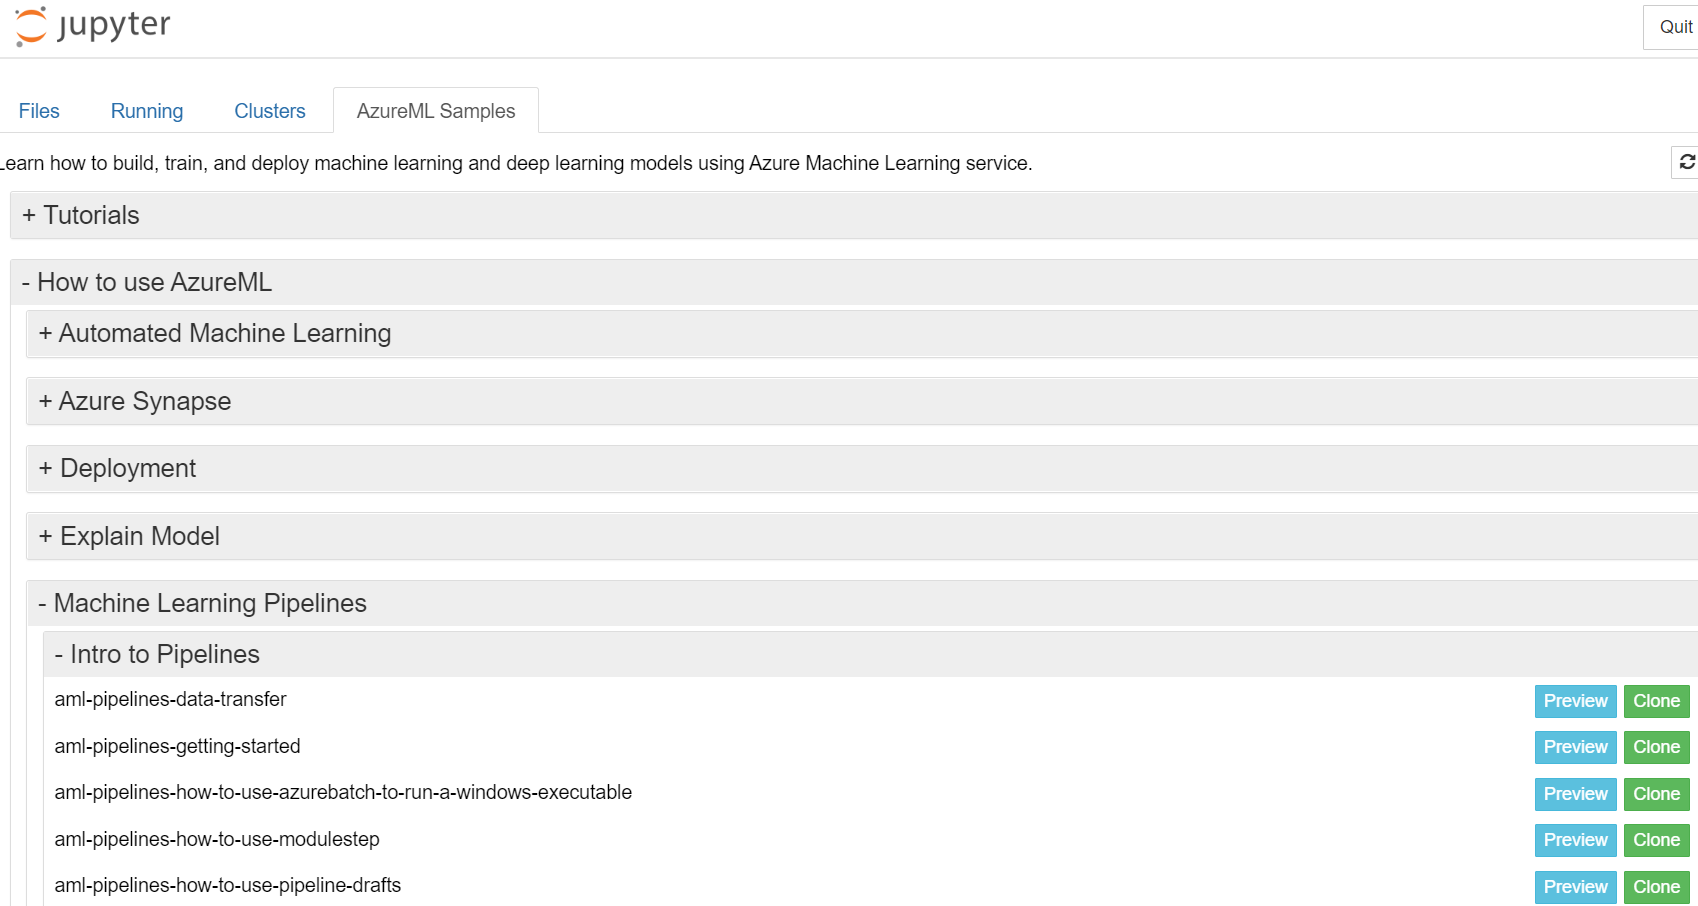 jupyter
Quit
Files Running Clusters AzureML Samples
Learn how to build, train, and deploy machine learning and deep learning models using Azure Machine Learning service.
+ Tutorials
- How to use AzureML
+ Automated Machine Learning
+ Azure Synapse
+ Deployment
+ Explain Model
- Machine Learning Pipelines
- Intro to Pipelines
aml-pipelines-data-transfer Preview Clone
aml-pipelines-getting-started Preview Clone
aml-pipelines-how-to-use-azurebatch-to-run-a-windows-executable Preview Clone
aml-pipelines-how-to-use-modulestep Preview Clone
aml-pipelines-how-to-use-pipeline-drafts Preview Clone